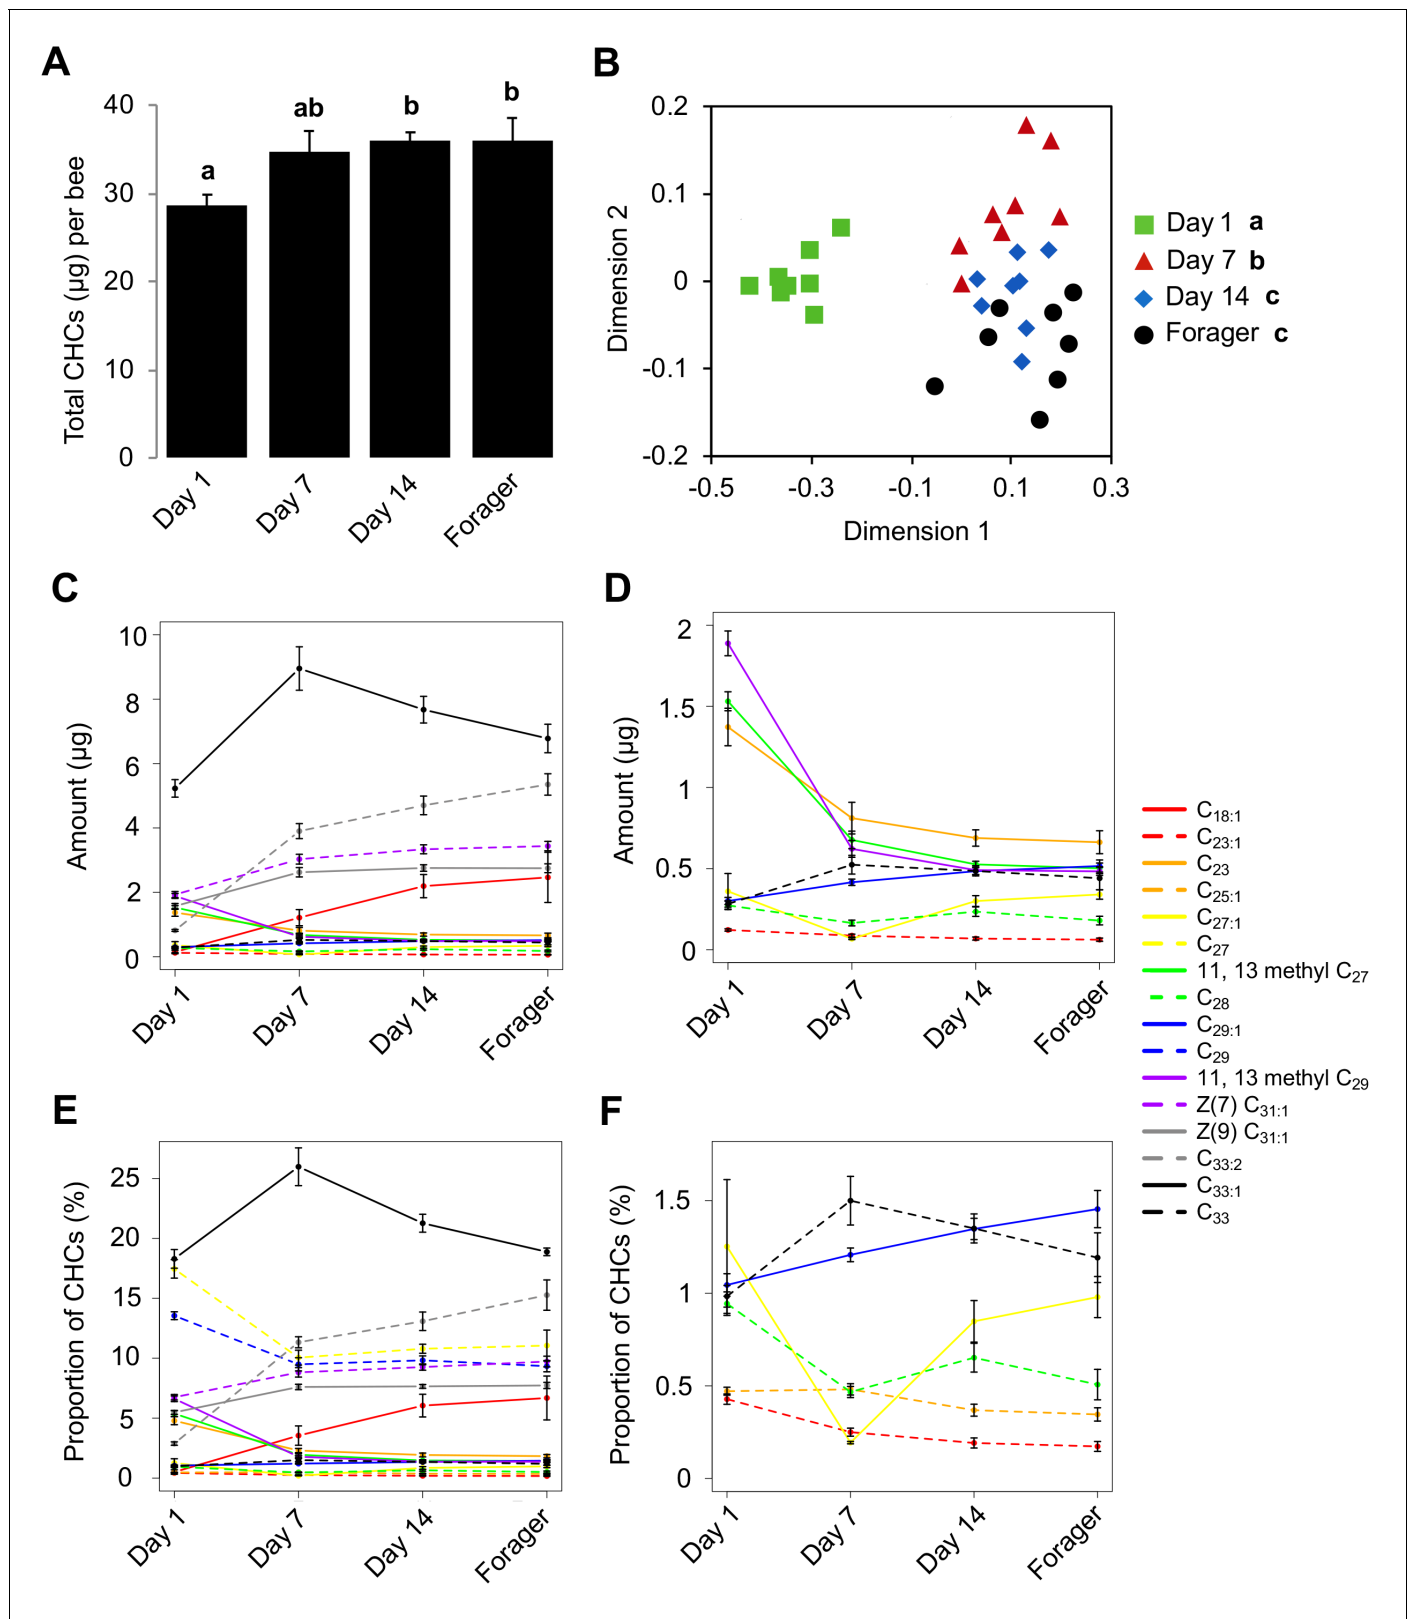 A
40
30
20
10
0
Total CHCs (µg) per bee
a
ab
b
b
Day 1
Day 7
Day 14
Forager
B
0.2
0.1
0
-0.1
-0.2
Dimension 2
-0.5
-0.3
-0.1
0.1
0.3
Dimension 1
Day 1 a
Day 7 b
Day 14 c
Forager c
C
10
8
6
4
2
0
Amount (µg)
Day 1
Day 7
Day 14
Forager
D
2
1.5
1
0.5
0
Amount (µg)
Day 1
Day 7
Day 14
Forager
C18:1
C23:1
C23
C25:1
C27:1
C27
11, 13 methyl C27
C28
C29:1
C29
11, 13 methyl C29
Z(7) C31:1
Z(9) C31:1
C33:2
C33:1
C33
E
25
20
15
10
5
0
Proportion of CHCs (%)
Day 1
Day 7
Day 14
Forager
F
1.5
1
0.5
0
Proportion of CHCs (%)
Day 1
Day 7
Day 14
Forager